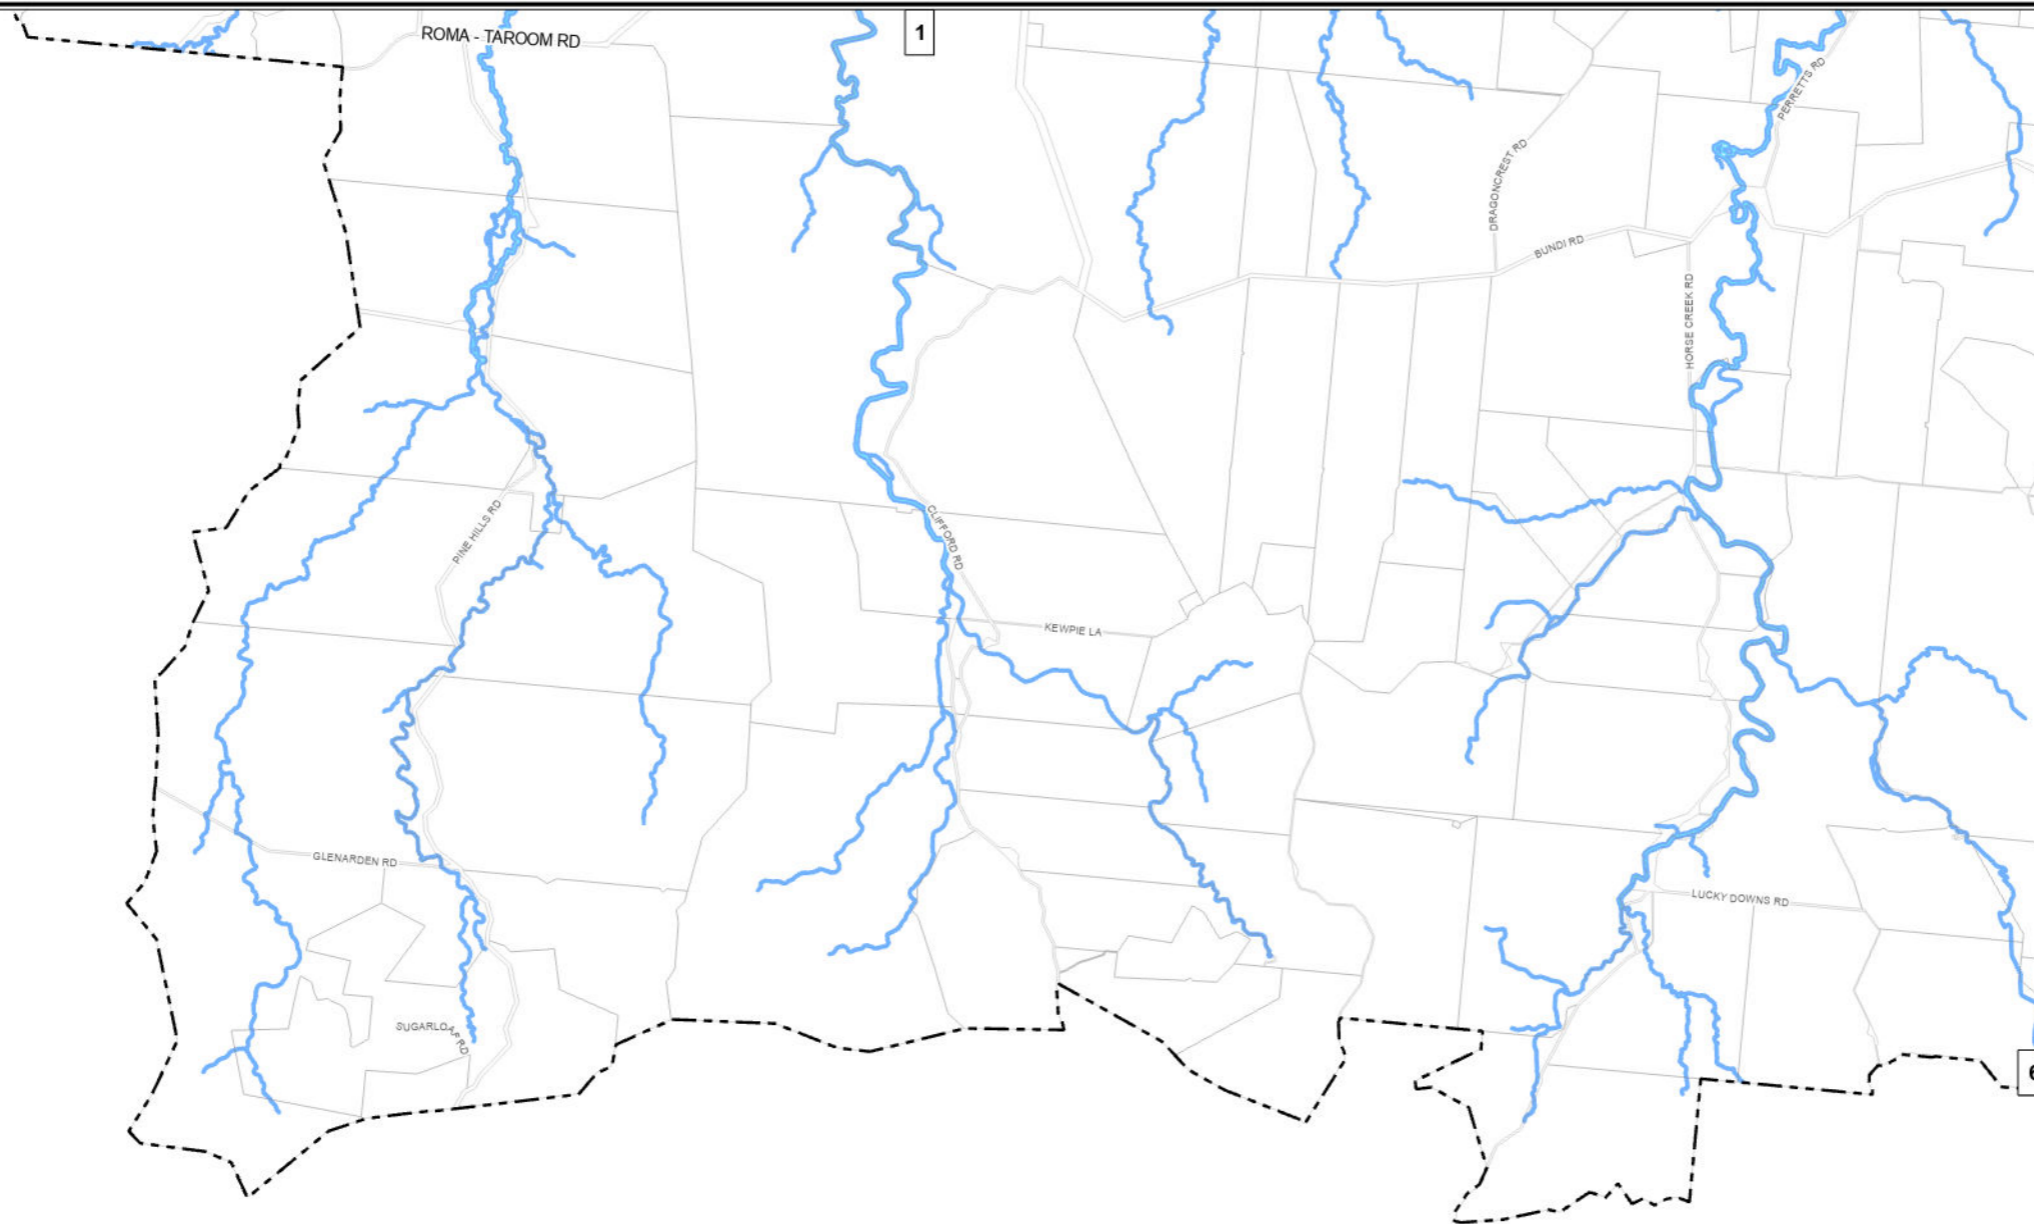 1
ROMA - TAROOM RD
PERRETTS RD
DRAGONCREST RD
BUNDI RD
HORSE CREEK RD
PINE HILLS RD
CLIFFORD RD
KEWPIE LA
GLENARDEN RD
LUCKY DOWNS RD
SUGARLOAF RD